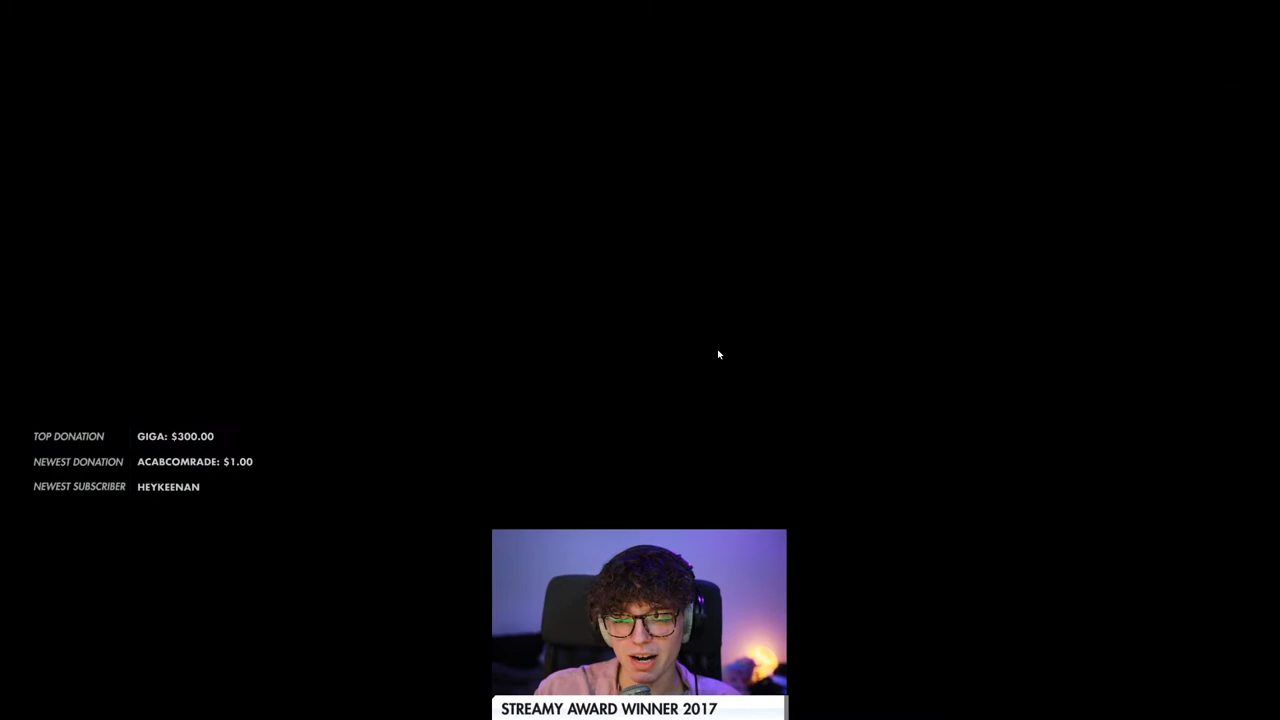 TOP DONATION GIGA: $300.00
NEWEST DONATION ACABCOMRADE: $1.00
NEWEST SUBSCRIBER HEYKEENAN
STREAMY AWARD WINNER 2017